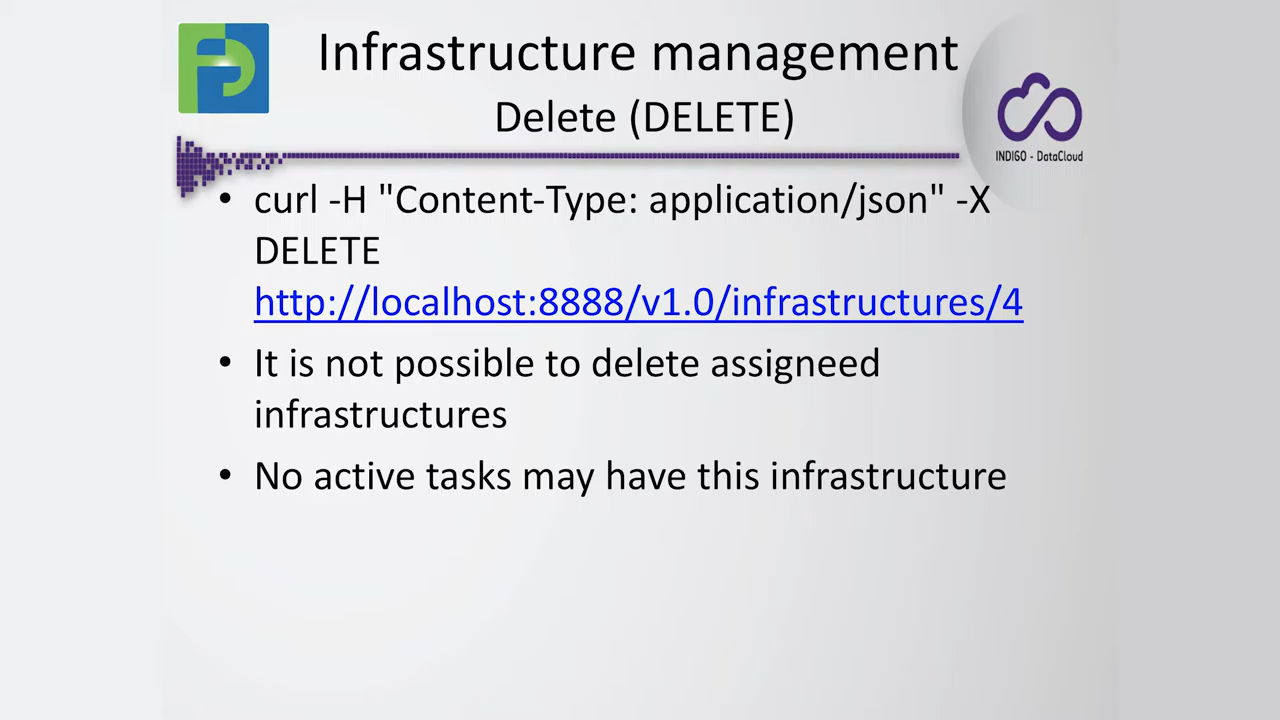 Infrastructure management
Delete (DELETE)
INDIGO - DataCloud
• curl -H "Content-Type: application/json" -X
DELETE
http://localhost:8888/v1.0/infrastructures/4
• It is not possible to delete assigneed
infrastructures
• No active tasks may have this infrastructure